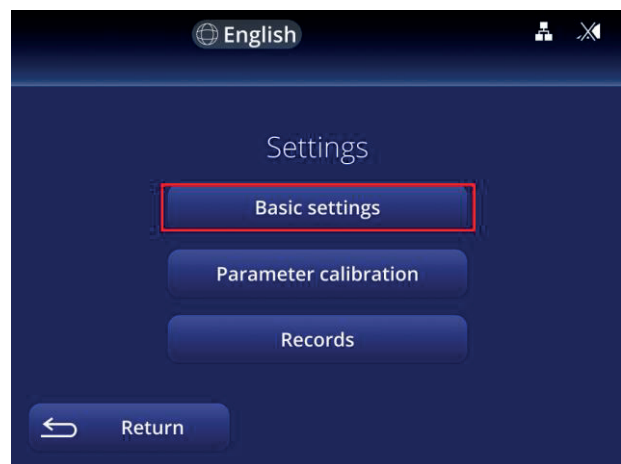 English
Settings
Basic settings
Parameter calibration
Records
Return